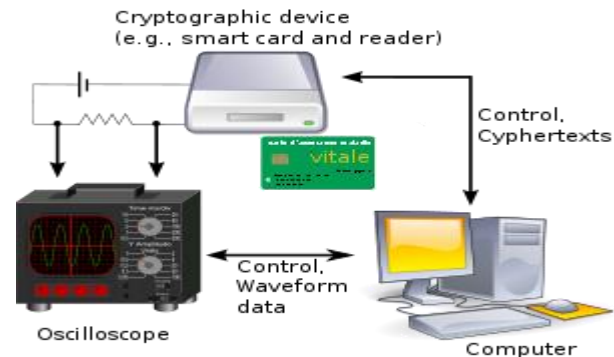 Cryptographic device
(e.g., smart card and reader)
Control,
Cyphertexts
vitale
Control,
Waveform
data
Oscilloscope
Computer